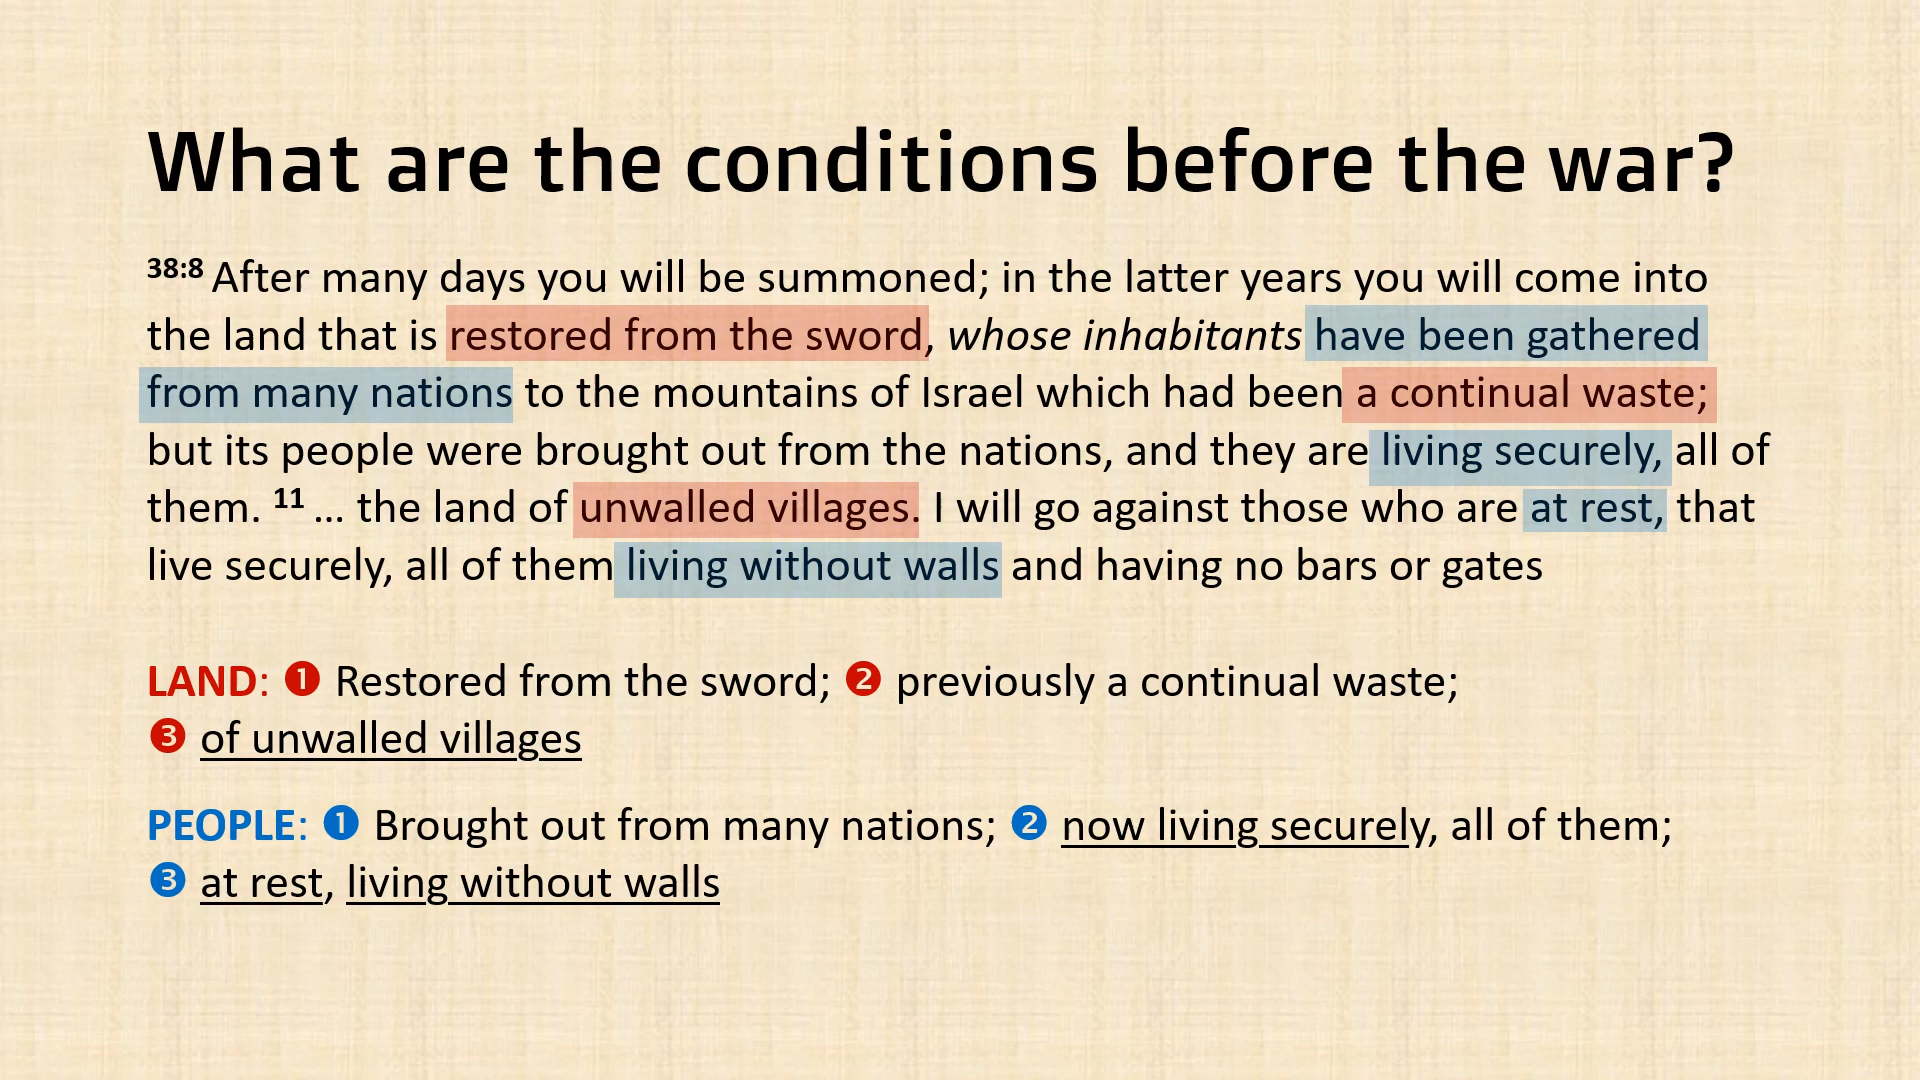 What are the conditions before the war?
38:8 After many days you will be summoned; in the latter years you will come into
the land that is restored from the sword, whose inhabitants have been gathered
from many nations to the mountains of Israel which had been a continual waste;
but its people were brought out from the nations, and they are living securely, all of
them. 11 … the land of unwalled villages. I will go against those who are at rest, that
live securely, all of them living without walls and having no bars or gates
LAND: ❶ Restored from the sword; ❷ previously a continual waste;
❸ of unwalled villages
PEOPLE: ❶ Brought out from many nations; ❷ now living securely, all of them;
❸ at rest, living without walls